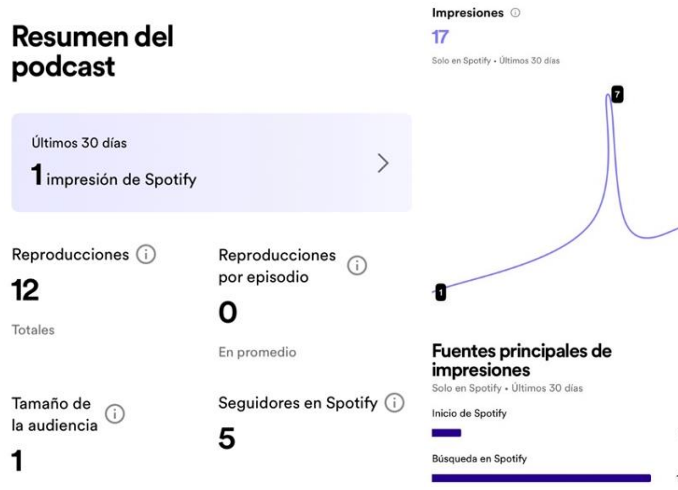 Resumen del
podcast
Últimos 30 días
1 impresión de Spotify
Reproducciones
12
Totales
Reproducciones
por episodio
0
En promedio
Tamaño de
la audiencia
1
Seguidores en Spotify
5
Impresiones
17
Solo en Spotify • Últimos 30 días
7
1
Fuentes principales de
impresiones
Solo en Spotify • Últimos 30 días
Inicio de Spotify
Búsqueda en Spotify